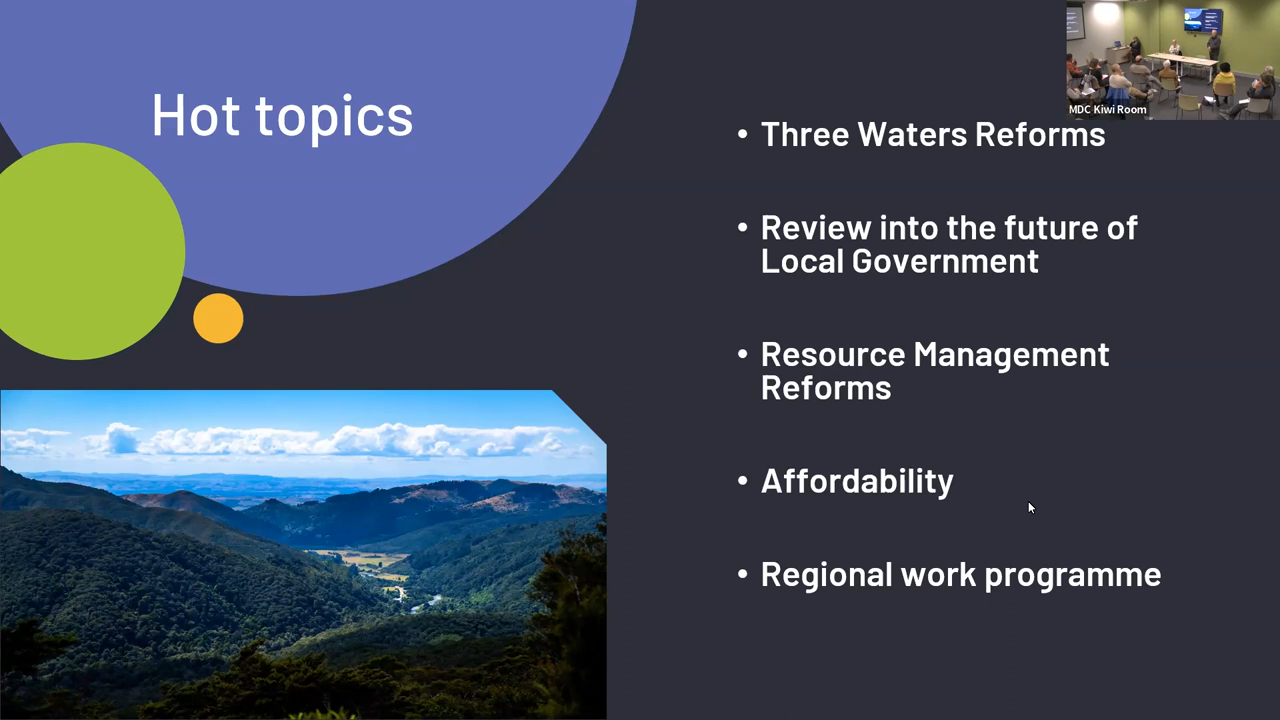 Hot topics
MDC Kiwi Room
• Three Waters Reforms
• Review into the future of
Local Government
• Resource Management
Reforms
• Affordability
• Regional work programme